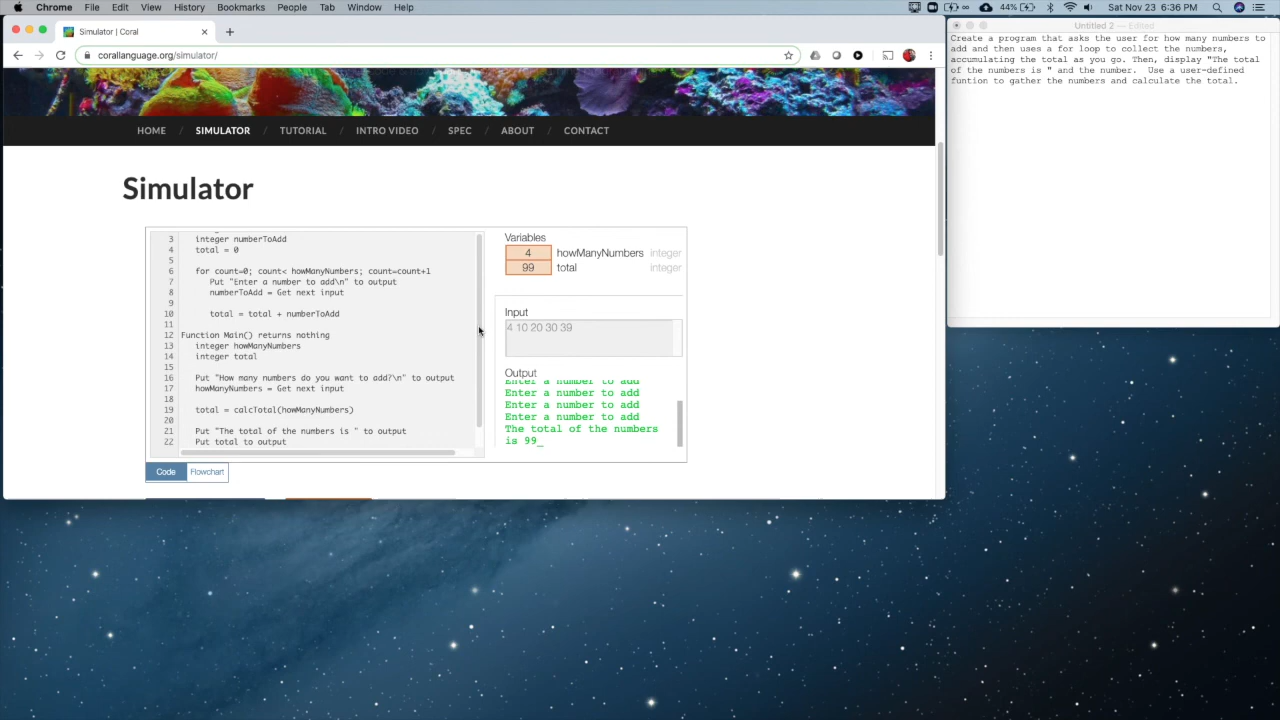 Chrome File Edit View History Bookmarks People Tab Window Help 44% Sat Nov 23 6:36 PM
Simulator | Coral
corallanguage.org/simulator/
HOME / SIMULATOR / TUTORIAL / INTRO VIDEO / SPEC / ABOUT / CONTACT
Simulator
3 integer numberToAdd
4 total = 0
5
6 for count=0; count< howManyNumbers; count=count+1
7 Put "Enter a number to add\n" to output
8 numberToAdd = Get next input
9
10 total = total + numberToAdd
11
12 Function Main() returns nothing
13 integer howManyNumbers
14 integer total
15
16 Put "How many numbers do you want to add?\n" to output
17 howManyNumbers = Get next input
18
19 total = calcTotal(howManyNumbers)
20
21 Put "The total of the numbers is " to output
22 Put total to output
Code Flowchart
Variables
4 howManyNumbers integer
99 total integer
Input
4 10 20 30 39
Output
Enter a number to add
Enter a number to add
Enter a number to add
Enter a number to add
The total of the numbers
is 99_
Untitled 2 — Edited
Create a program that asks the user for how many numbers to
add and then uses a for loop to collect the numbers,
accumulating the total as you go. Then, display "The total
of the numbers is " and the number. Use a user-defined
funtion to gather the numbers and calculate the total.